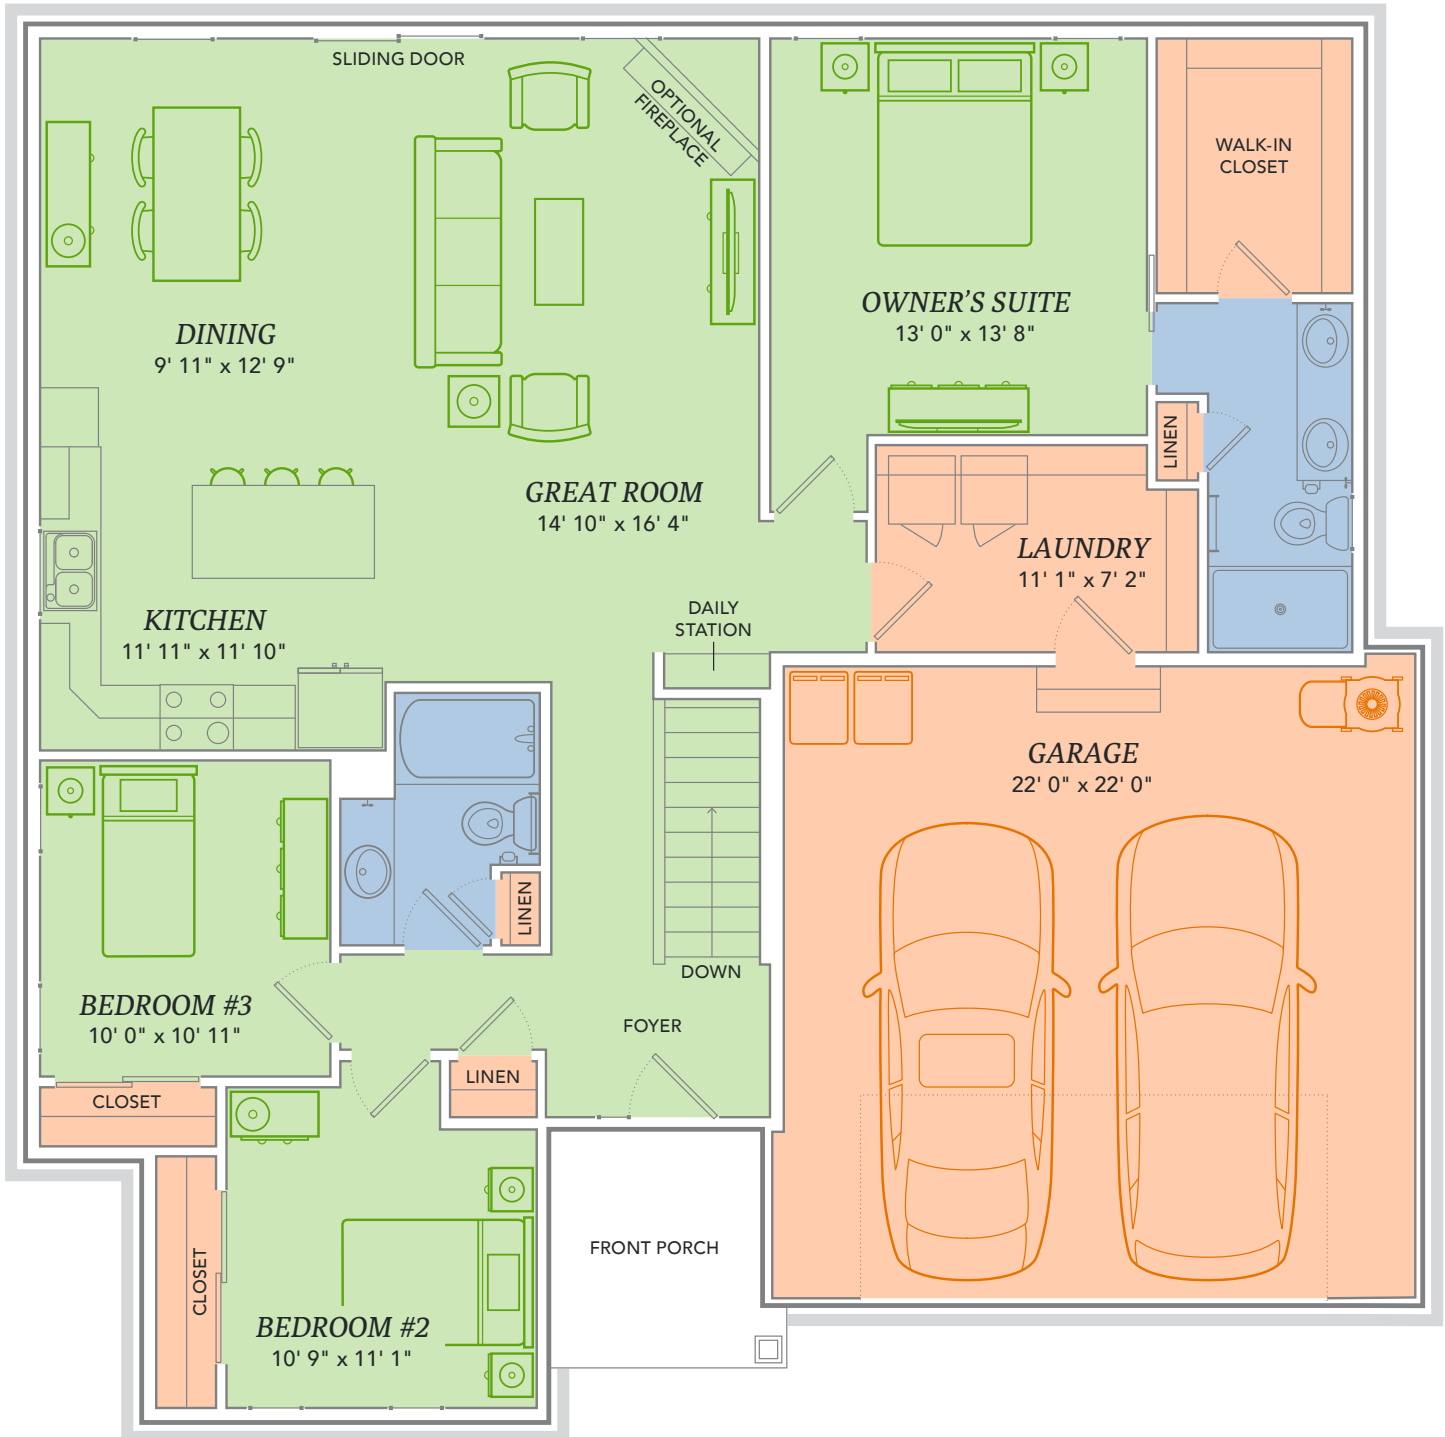 SLIDING DOOR
OPTIONAL
FIREPLACE
WALK-IN
CLOSET
DINING
9' 11" x 12' 9"
OWNER’S SUITE
13' 0" x 13' 8"
LINEN
GREAT ROOM
14' 10" x 16' 4"
LAUNDRY
11' 1" x 7' 2"
KITCHEN
11' 11" x 11' 10"
DAILY
STATION
GARAGE
22' 0" x 22' 0"
LINEN
DOWN
BEDROOM #3
10' 0" x 10' 11"
FOYER
LINEN
CLOSET
FRONT PORCH
CLOSET
BEDROOM #2
10' 9" x 11' 1"